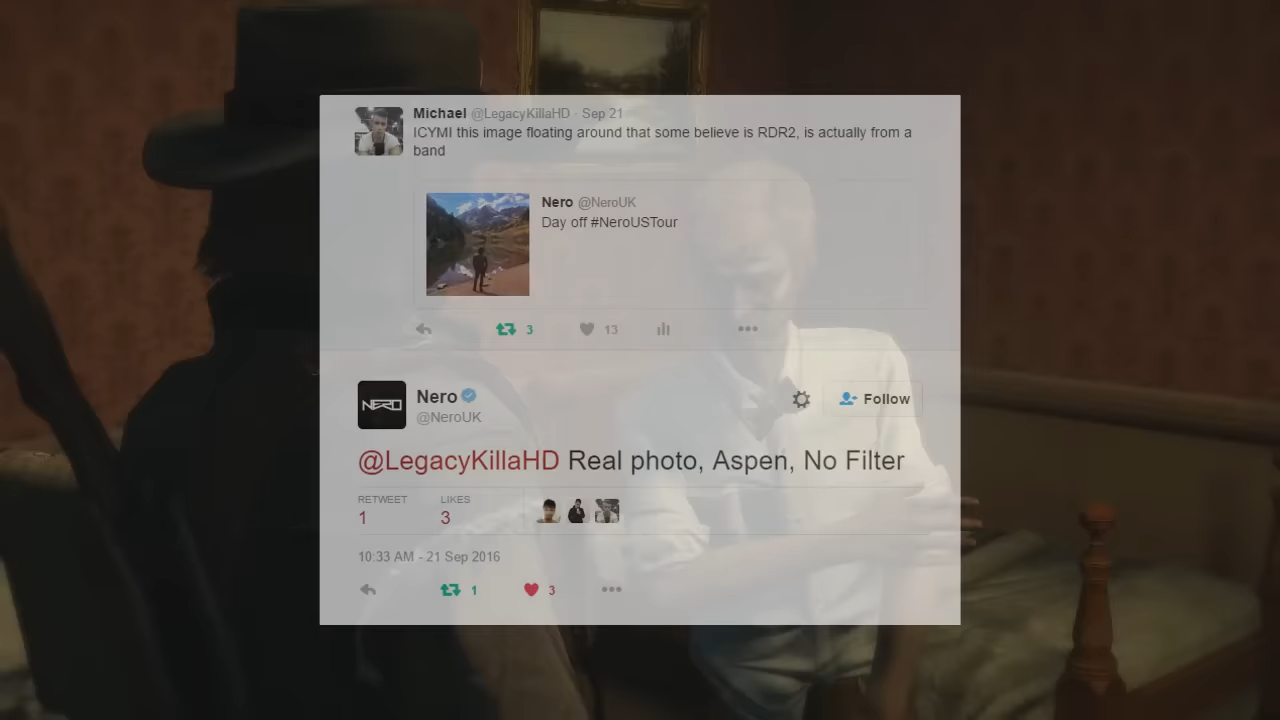 Michael @LegacyKillaHD · Sep 21
ICYMI this image floating around that some believe is RDR2, is actually from a
band
Nero @NeroUK
Day off #NeroUSTour
3 13
NERO
Nero
@NeroUK
Follow
@LegacyKillaHD Real photo, Aspen, No Filter
RETWEET LIKES
1 3
10:33 AM - 21 Sep 2016
1 3